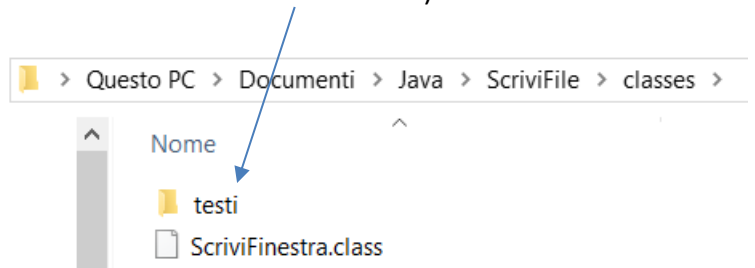 > Questo PC > Documenti > Java > ScriviFile > classes >
Nome
testi
ScriviFinestra.class